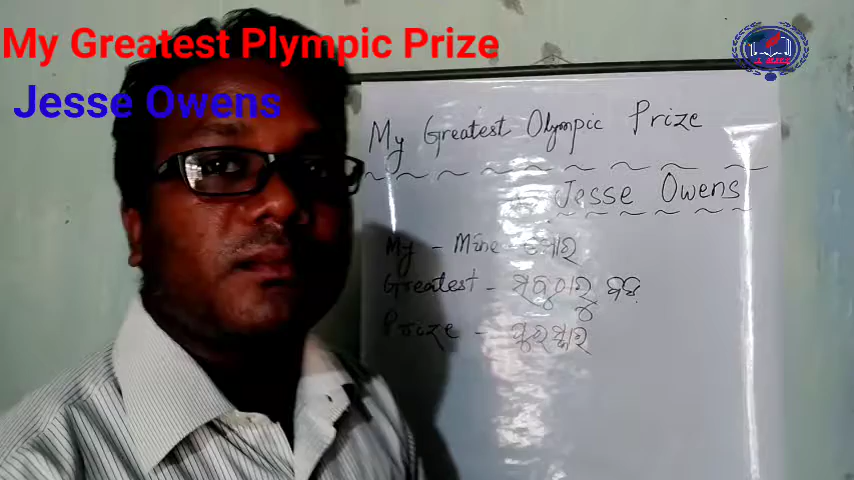 My Greatest Plympic Prize
Jesse Owens
My Greatest Olympic Prize
Jesse Owens
My - Mine - ମୋର
Greatest - ସବୁଠାରୁ ବଡ଼
Prize - ପୁରସ୍କାର